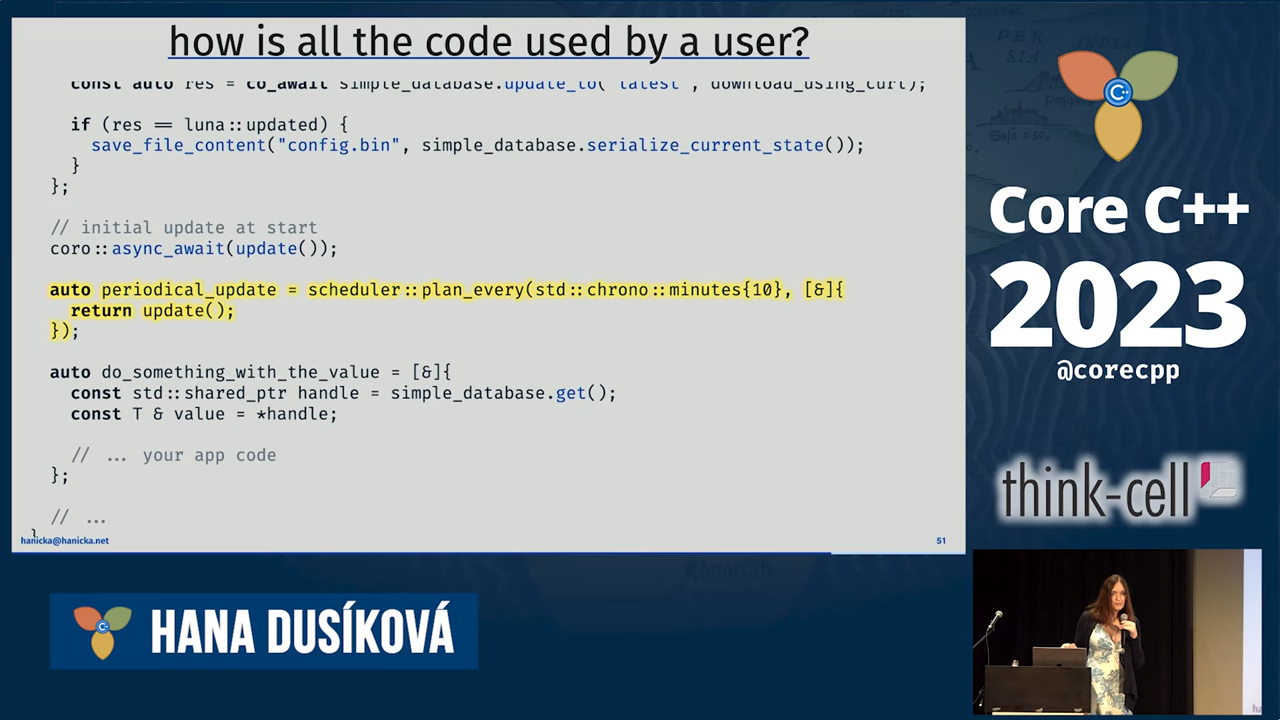 how is all the code used by a user?
const auto res = co_await simple_database.update_to( latest , download_using_curl);
if (res == luna::updated) {
save_file_content("config.bin", simple_database.serialize_current_state());
}
};
// initial update at start
coro::async_await(update());
auto periodical_update = scheduler::plan_every(std::chrono::minutes{10}, [&]{
return update();
});
auto do_something_with_the_value = [&]{
const std::shared_ptr handle = simple_database.get();
const T & value = *handle;
// ... your app code
};
// ...
}
hanicka@hanicka.net
51
C++
Core C++
2023
@corecpp
think-cell
HANA DUSÍKOVÁ